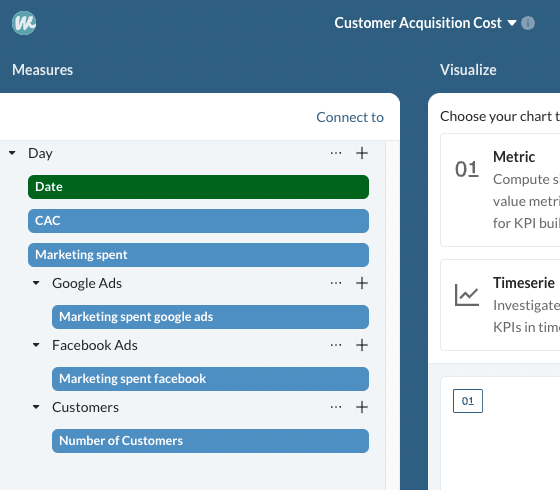 Customer Acquisition Cost
Measures
Visualize
Connect to
Choose your chart t
Day
Date
CAC
Marketing spent
Google Ads
Marketing spent google ads
Facebook Ads
Marketing spent facebook
Customers
Number of Customers
01
Metric
Compute s
value metri
for KPI buil
Timeserie
Investigate
KPIs in time
01